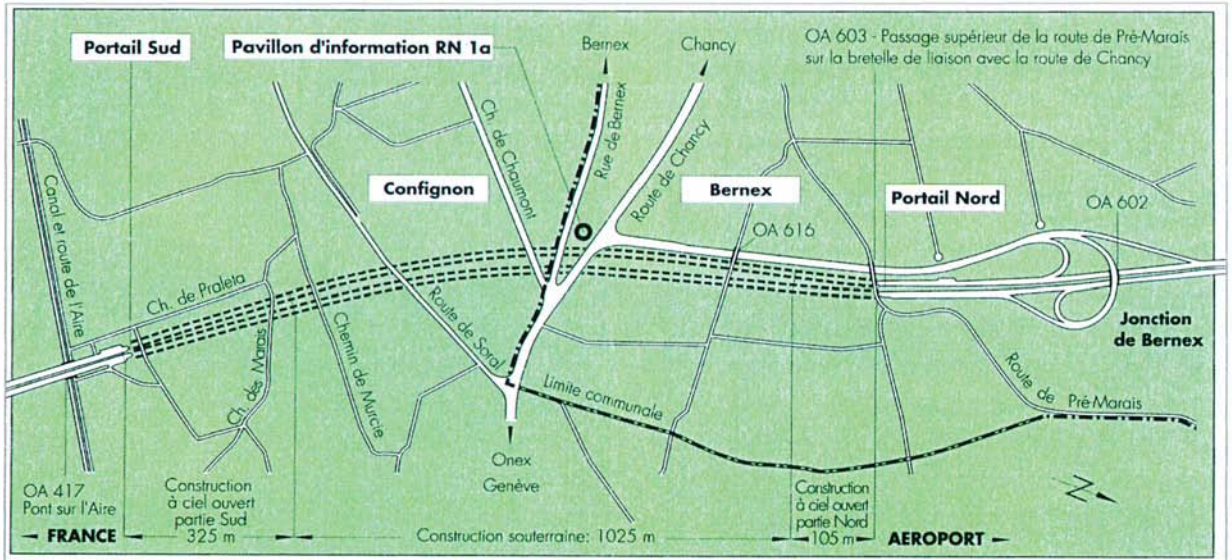 Portail Sud
Pavillon d'information RN 1a
Bernex
Chancy
OA 603 - Passage supérieur de la route de Pré-Marais
sur la bretelle de liaison avec la route de Chancy
Canal et route de l'Aire
Ch. de Chaumont
Rue de Bernex
Route de Chancy
Confignon
Bernex
Portail Nord
OA 602
OA 616
Ch. de Praleta
Ch. des Marais
Chemin de Murcie
Route de Soral
Limite communale
Jonction
de Bernex
Route de Pré-Marais
Onex
Genève
OA 417
Pont sur l'Aire
Construction
à ciel ouvert
partie Sud
Construction
à ciel ouvert
partie Nord
N
FRANCE
325 m
Construction souterraine: 1025 m
105 m
AEROPORT